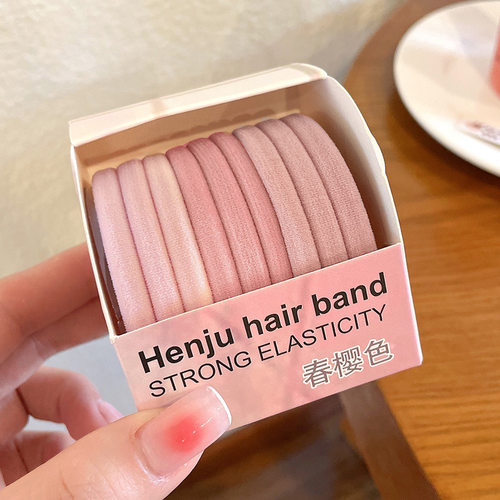 Henju hair band
STRONG ELASTICITY
春樱色